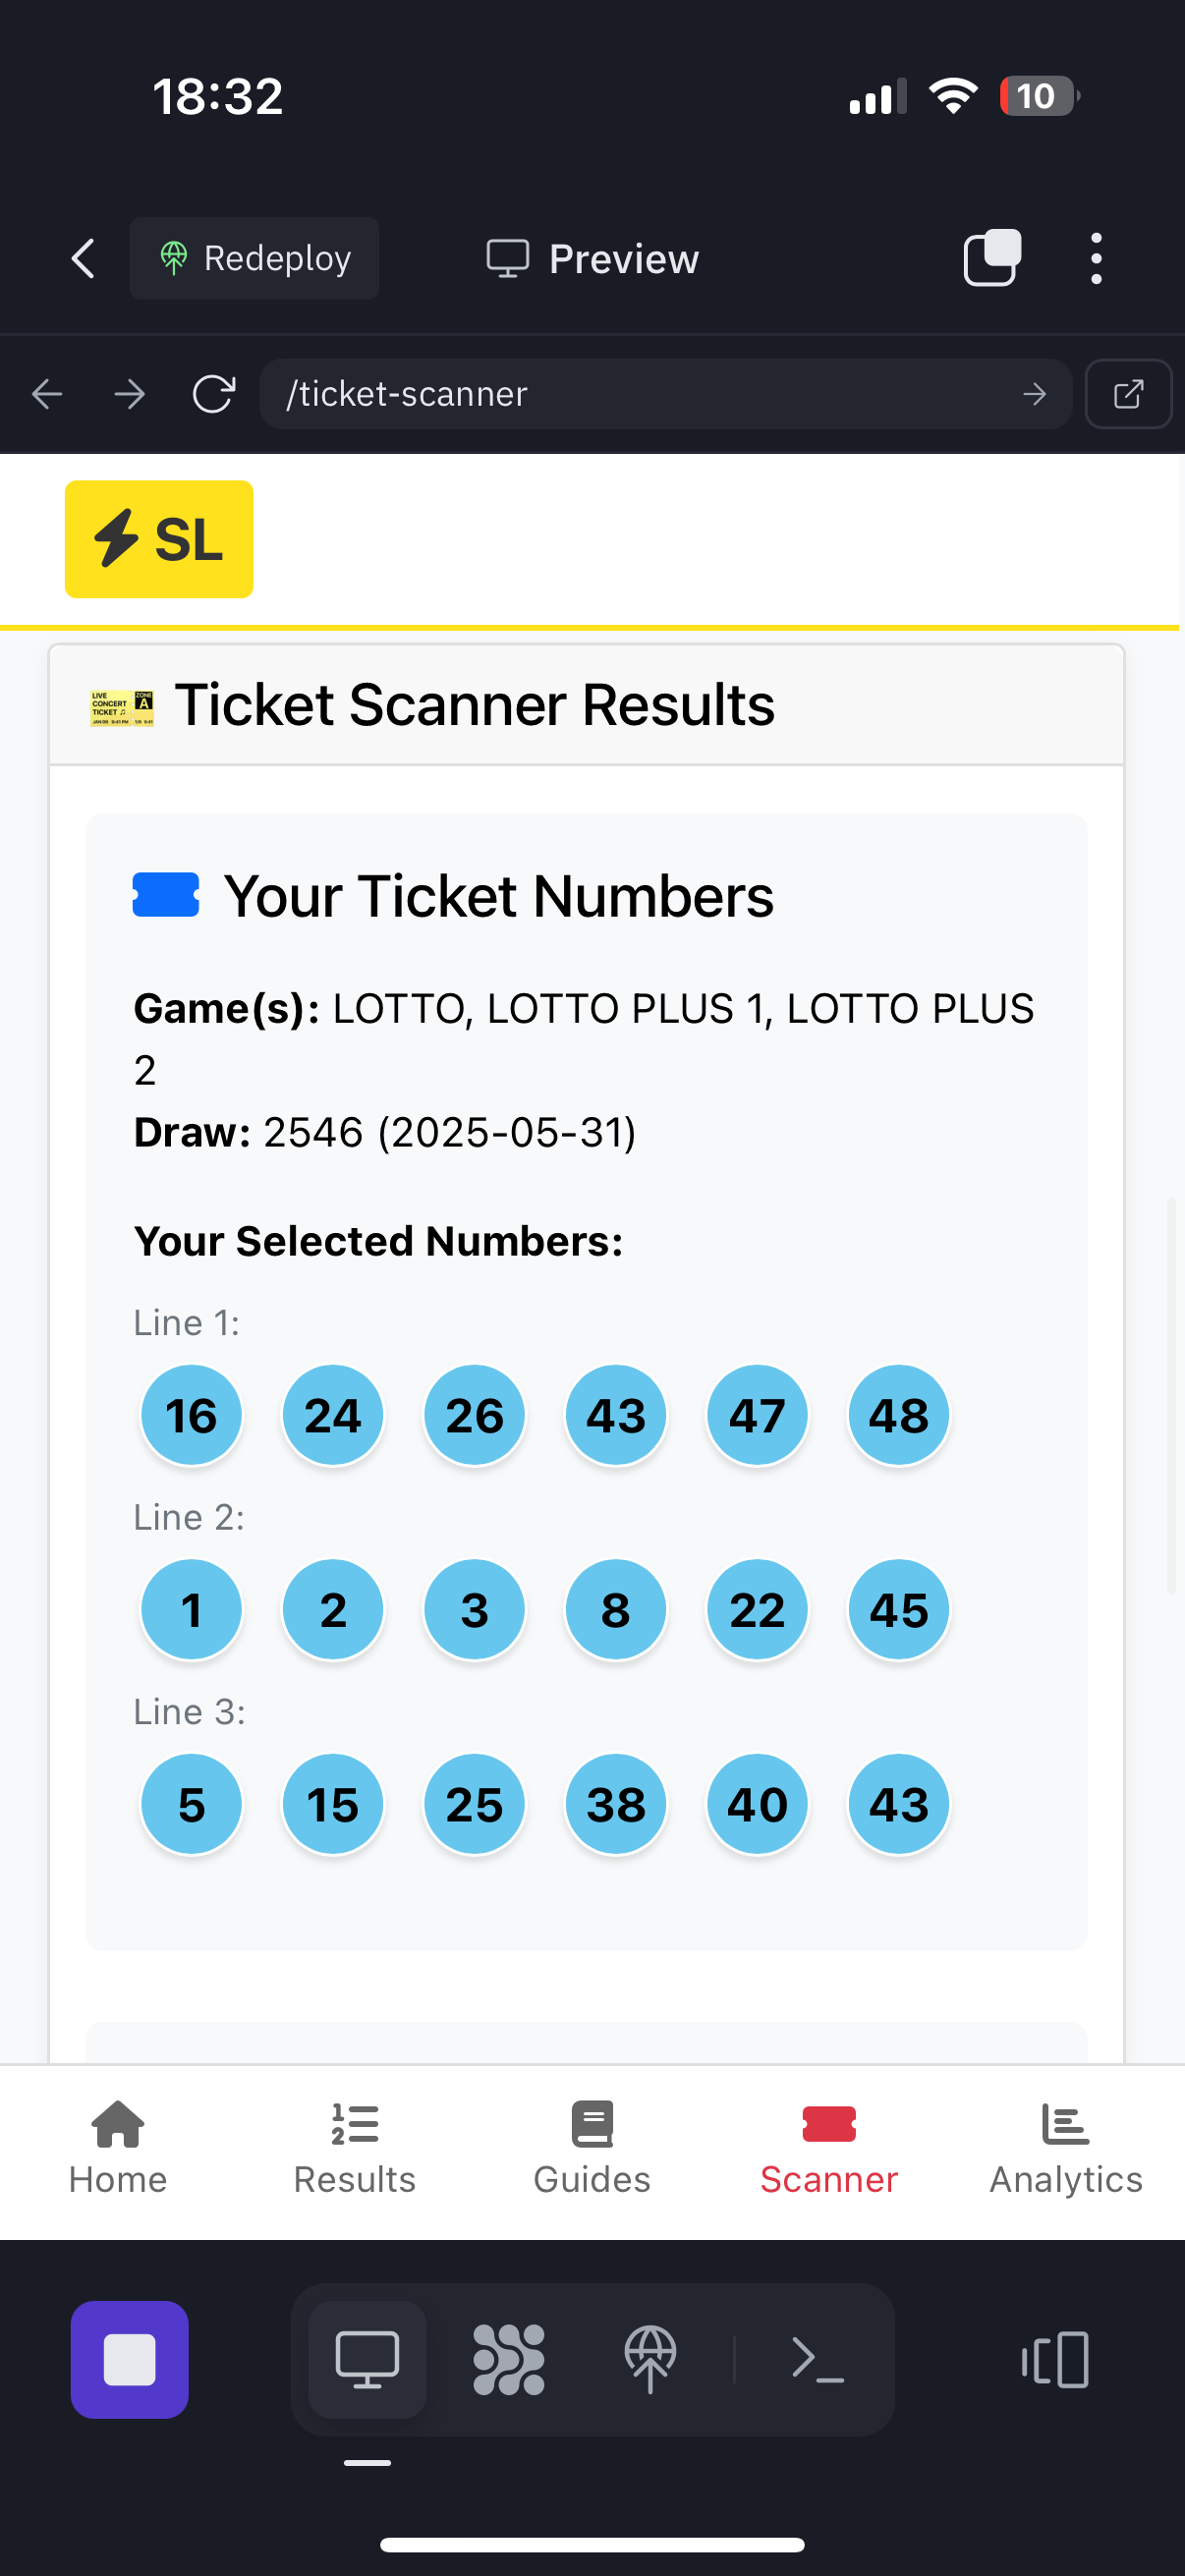 18:32
10
Redeploy
Preview
/ticket-scanner
SL
Ticket Scanner Results
Your Ticket Numbers
Game(s): LOTTO, LOTTO PLUS 1, LOTTO PLUS
2
Draw: 2546 (2025-05-31)
Your Selected Numbers:
Line 1:
16 24 26 43 47 48
Line 2:
1 2 3 8 22 45
Line 3:
5 15 25 38 40 43
Home Results Guides Scanner Analytics